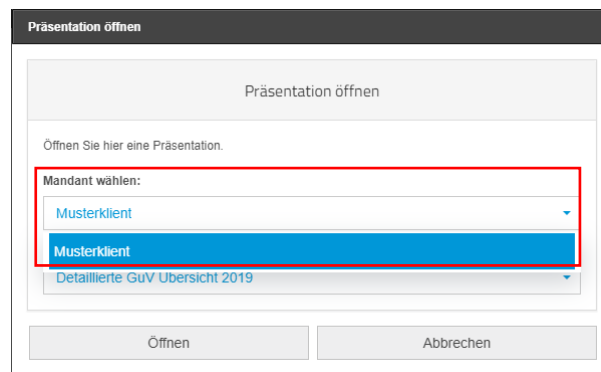 Präsentation öffnen
Präsentation öffnen
Öffnen Sie hier eine Präsentation.
Mandant wählen:
Musterklient
Musterklient
Detaillierte GuV Übersicht 2019
Öffnen
Abbrechen